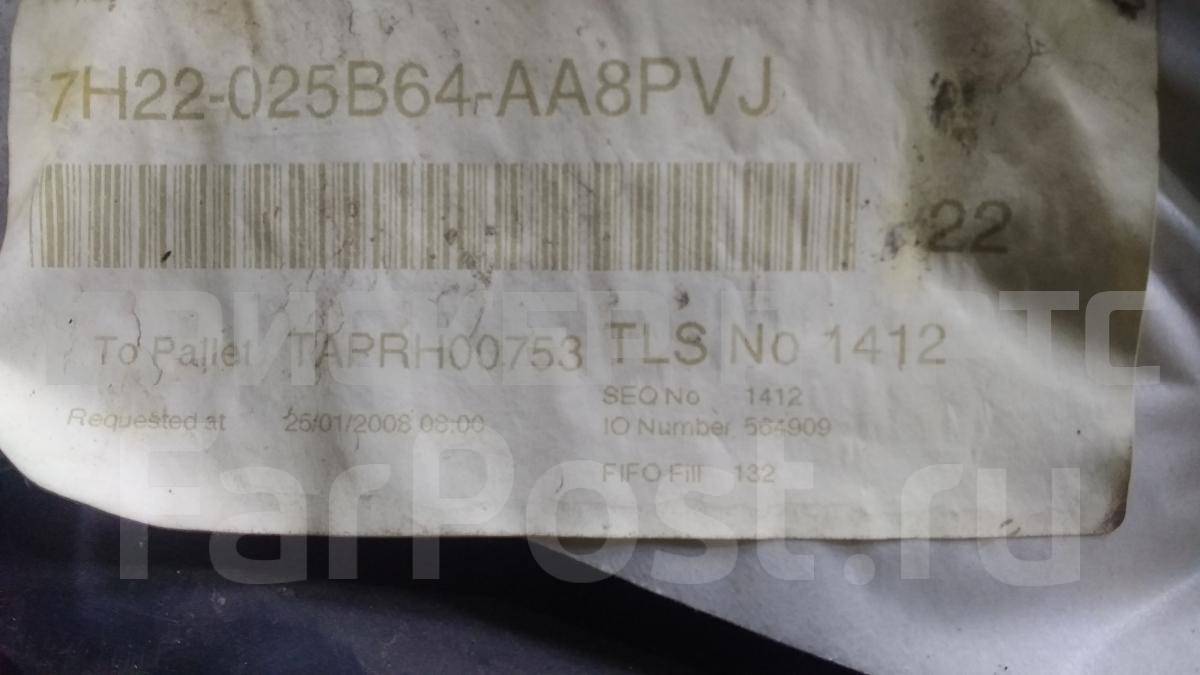 7H22-025B64-AA8PVJ
22
To Pallet TAPRH00753 TLS No 1412
SEQ No 1412
Requested at 25/01/2008 08:00 IO Number 564909
FIFO Fill 132
FarPost.ru